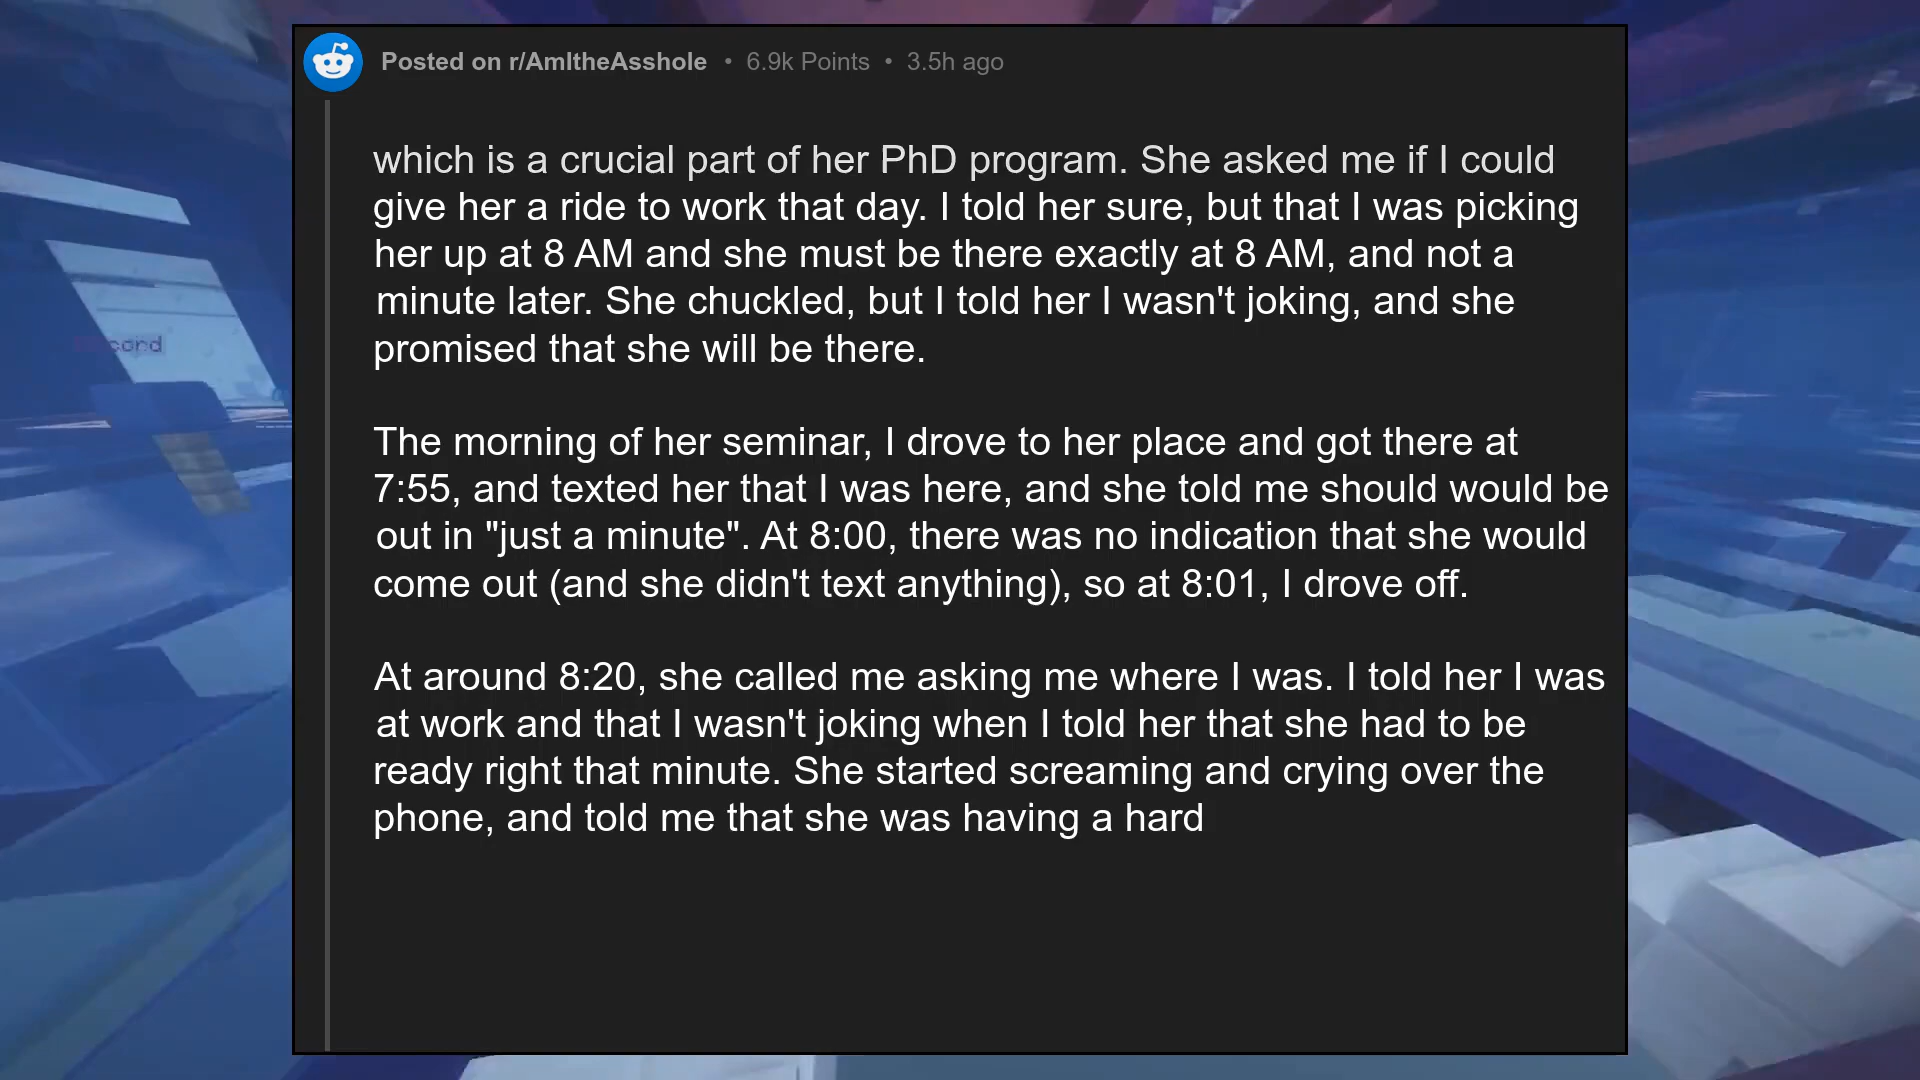 Posted on r/AmItheAsshole • 6.9k Points • 3.5h ago
which is a crucial part of her PhD program. She asked me if I could
give her a ride to work that day. I told her sure, but that I was picking
her up at 8 AM and she must be there exactly at 8 AM, and not a
minute later. She chuckled, but I told her I wasn't joking, and she
promised that she will be there.
The morning of her seminar, I drove to her place and got there at
7:55, and texted her that I was here, and she told me should would be
out in "just a minute". At 8:00, there was no indication that she would
come out (and she didn't text anything), so at 8:01, I drove off.
At around 8:20, she called me asking me where I was. I told her I was
at work and that I wasn't joking when I told her that she had to be
ready right that minute. She started screaming and crying over the
phone, and told me that she was having a hard